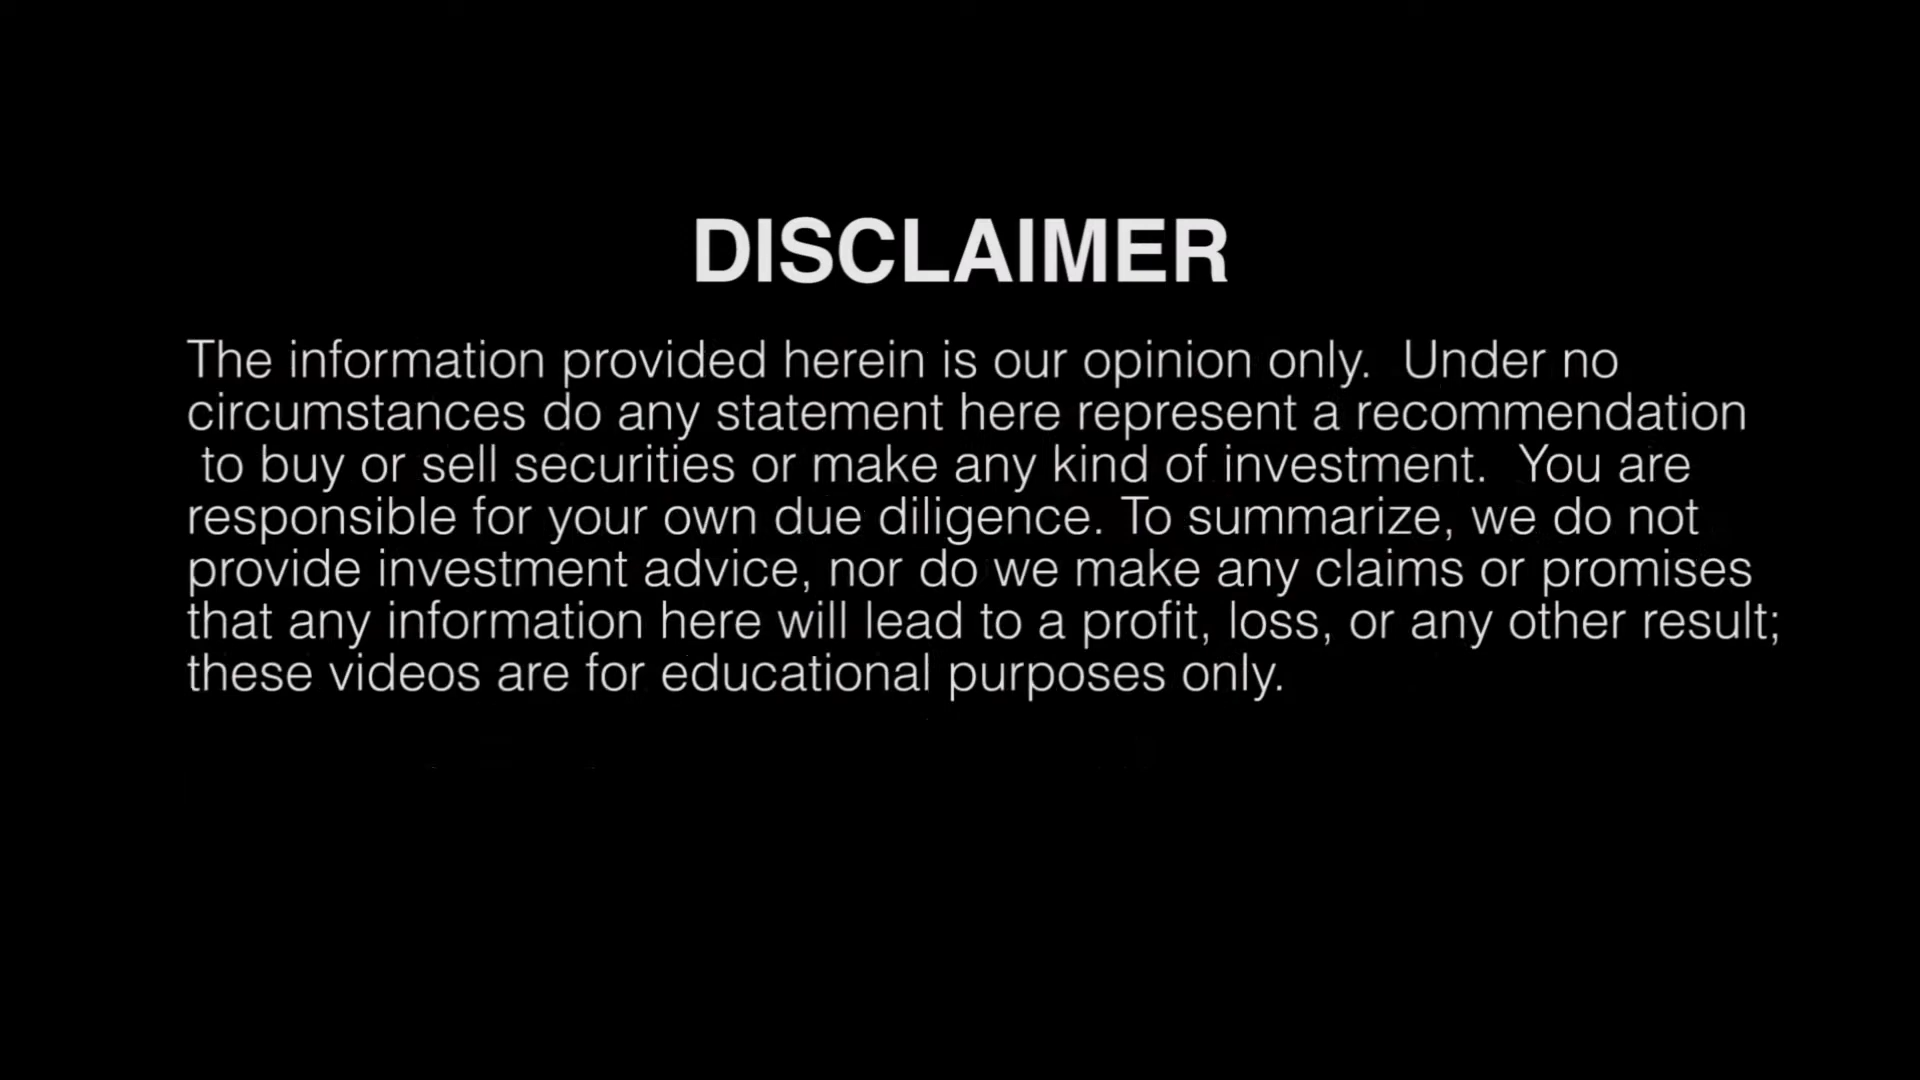 DISCLAIMER
The information provided herein is our opinion only.  Under no
circumstances do any statement here represent a recommendation
to buy or sell securities or make any kind of investment.  You are
responsible for your own due diligence. To summarize, we do not
provide investment advice, nor do we make any claims or promises
that any information here will lead to a profit, loss, or any other result;
these videos are for educational purposes only.